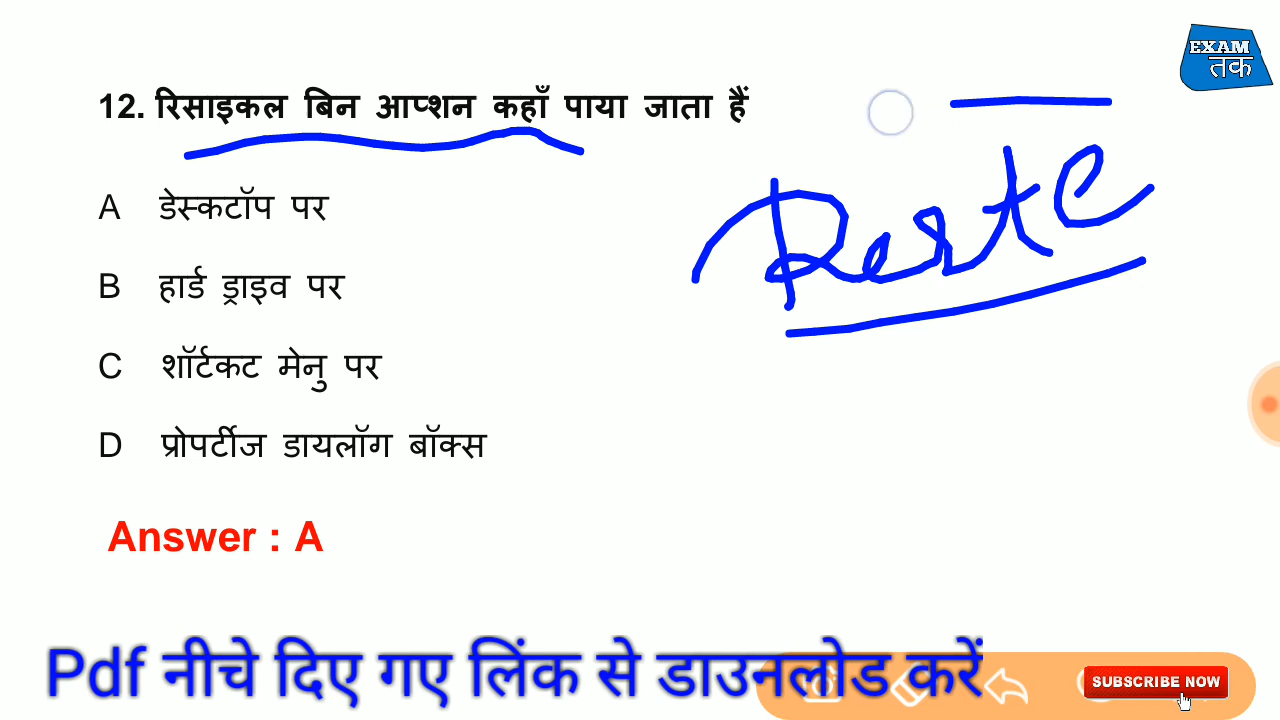 EXAM
तक
12. रिसाइकल बिन आप्शन कहाँ पाया जाता हैं
A डेस्कटॉप पर
B हार्ड ड्राइव पर
C शॉर्टकट मेनु पर
D प्रोपर्टीज डायलॉग बॉक्स
Answer : A
Pdf नीचे दिए गए लिंक से डाउनलोड करें
SUBSCRIBE NOW